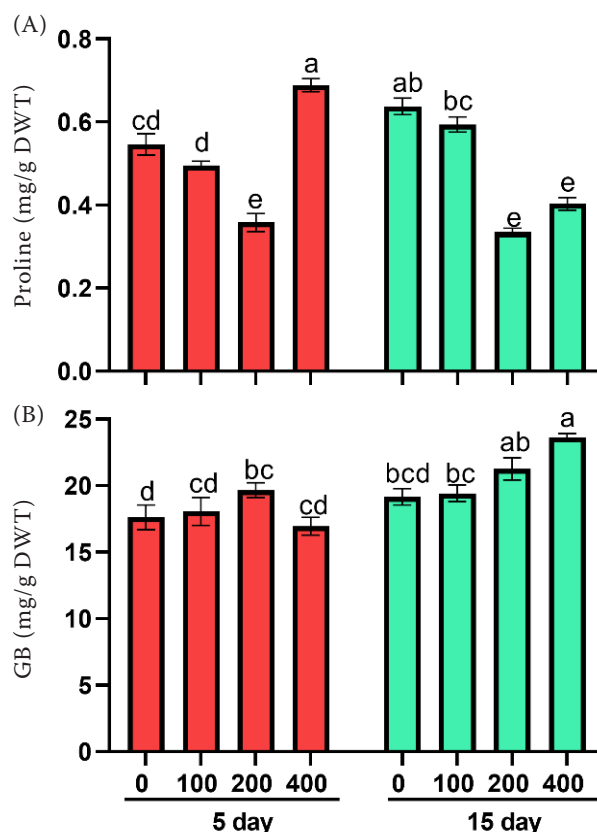 (A)
Proline (mg/g DWT)
0.8
0.6
0.4
0.2
0.0
cd
d
e
a
ab
bc
e
e
(B)
GB (mg/g DWT)
25
20
15
10
5
0
d
cd
bc
cd
bcd
bc
ab
a
0 100 200 400 0 100 200 400
5 day 15 day